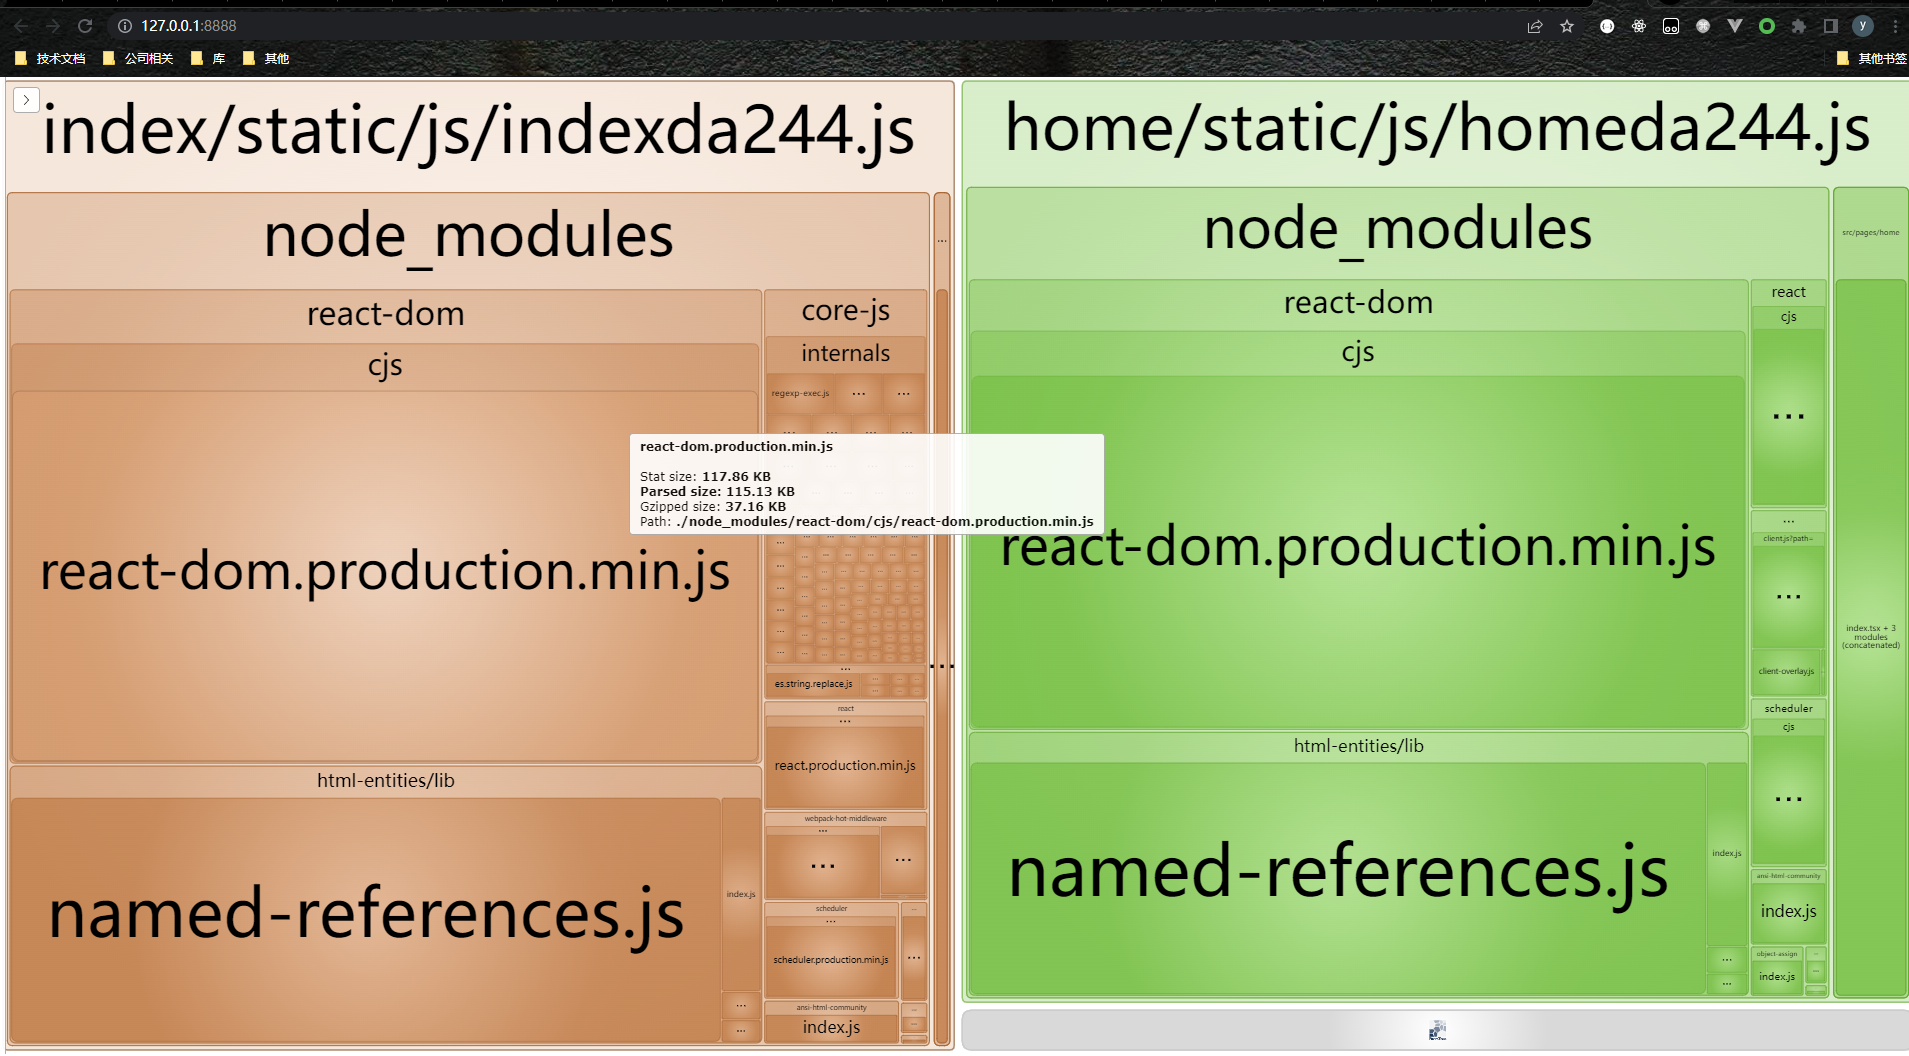 127.0.0.1:8888
y
技术文档
公司相关
库
其他
其他书签
index/static/js/indexda244.js
node_modules
...
react-dom
cjs
react-dom.production.min.js
html-entities/lib
named-references.js
index.js
...
...
core-js
internals
regexp-exec.js
...
...
...
es.string.replace.js
react
...
react.production.min.js
webpack-hot-middleware
...
...
...
scheduler
...
scheduler.production.min.js
...
...
ansi-html-community
index.js
...
react-dom.production.min.js
Stat size: 117.86 KB
Parsed size: 115.13 KB
Gzipped size: 37.16 KB
Path: ./node_modules/react-dom/cjs/react-dom.production.min.js
home/static/js/homeda244.js
node_modules
react-dom
cjs
react-dom.production.min.js
html-entities/lib
named-references.js
index.js
...
...
react
cjs
...
...
client.js?path=
...
client-overlay.js
scheduler
cjs
...
ansi-html-community
index.js
object-assign
index.js
src/pages/home
index.tsx + 3
modules
(concatenated)